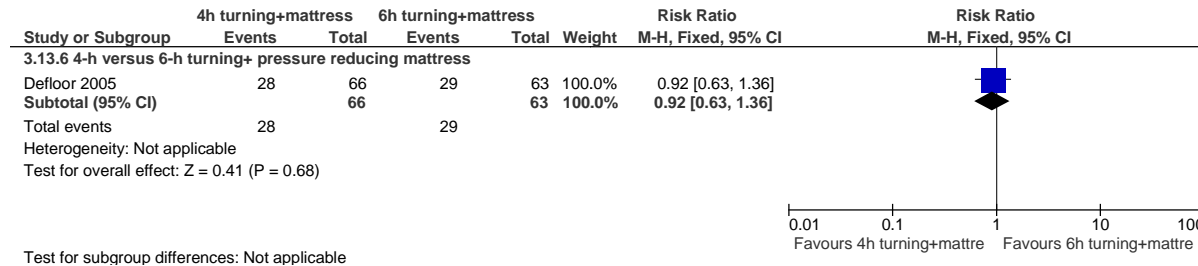 4h turning+mattress 6h turning+mattress Risk Ratio Risk Ratio
Study or Subgroup Events Total Events Total Weight M-H, Fixed, 95% CI M-H, Fixed, 95% CI
3.13.6 4-h versus 6-h turning+ pressure reducing mattress
Defloor 2005 28 66 29 63 100.0% 0.92 [0.63, 1.36]
Subtotal (95% CI) 66 63 100.0% 0.92 [0.63, 1.36]
Total events 28 29
Heterogeneity: Not applicable
Test for overall effect: Z = 0.41 (P = 0.68)
0.01 0.1 1 10 100
Favours 4h turning+mattre Favours 6h turning+mattre
Test for subgroup differences: Not applicable